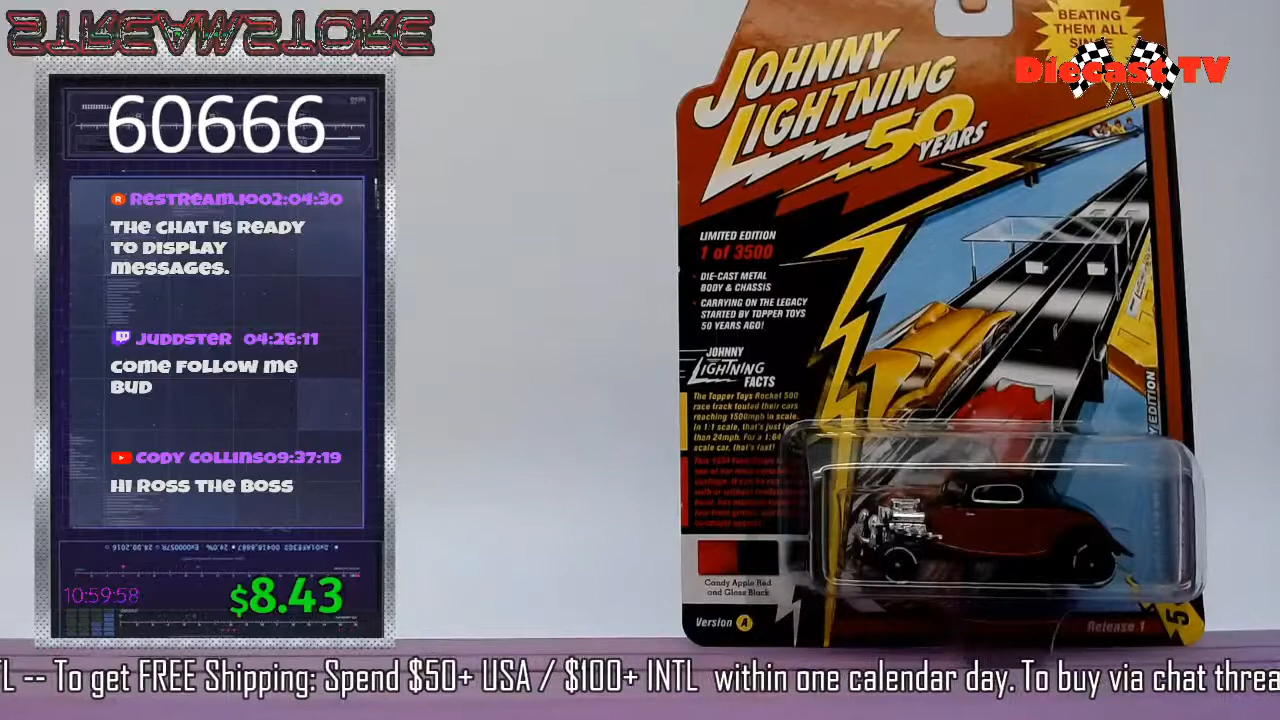 STREAM STORE
60666
Restream.io 02:04:30
The chat is ready
to display
messages.
Juddster 04:26:11
Come follow me
bud
Cody Collins 09:37:19
Hi Ross the boss
10:59:58
$8.43
BEATING
THEM ALL
Diecast TV
JOHNNY
LIGHTNING
50
YEARS
LIMITED EDITION
1 of 3500
DIE-CAST METAL
BODY & CHASSIS
CARRYING ON THE LEGACY
STARTED BY TOPPER TOYS
50 YEARS AGO!
JOHNNY
LIGHTNING
FACTS
The Topper Toys Rocket 500
race track touted their cars
reaching 1500mph in scale.
In 1:1 scale, that's just
than 24mph. For a 1:64
scale car, that's fast!
Candy Apple Red
and Gloss Black
Version A
Release 1
5
-- To get FREE Shipping: Spend $50+ USA / $100+ INTL within one calendar day. To buy via chat